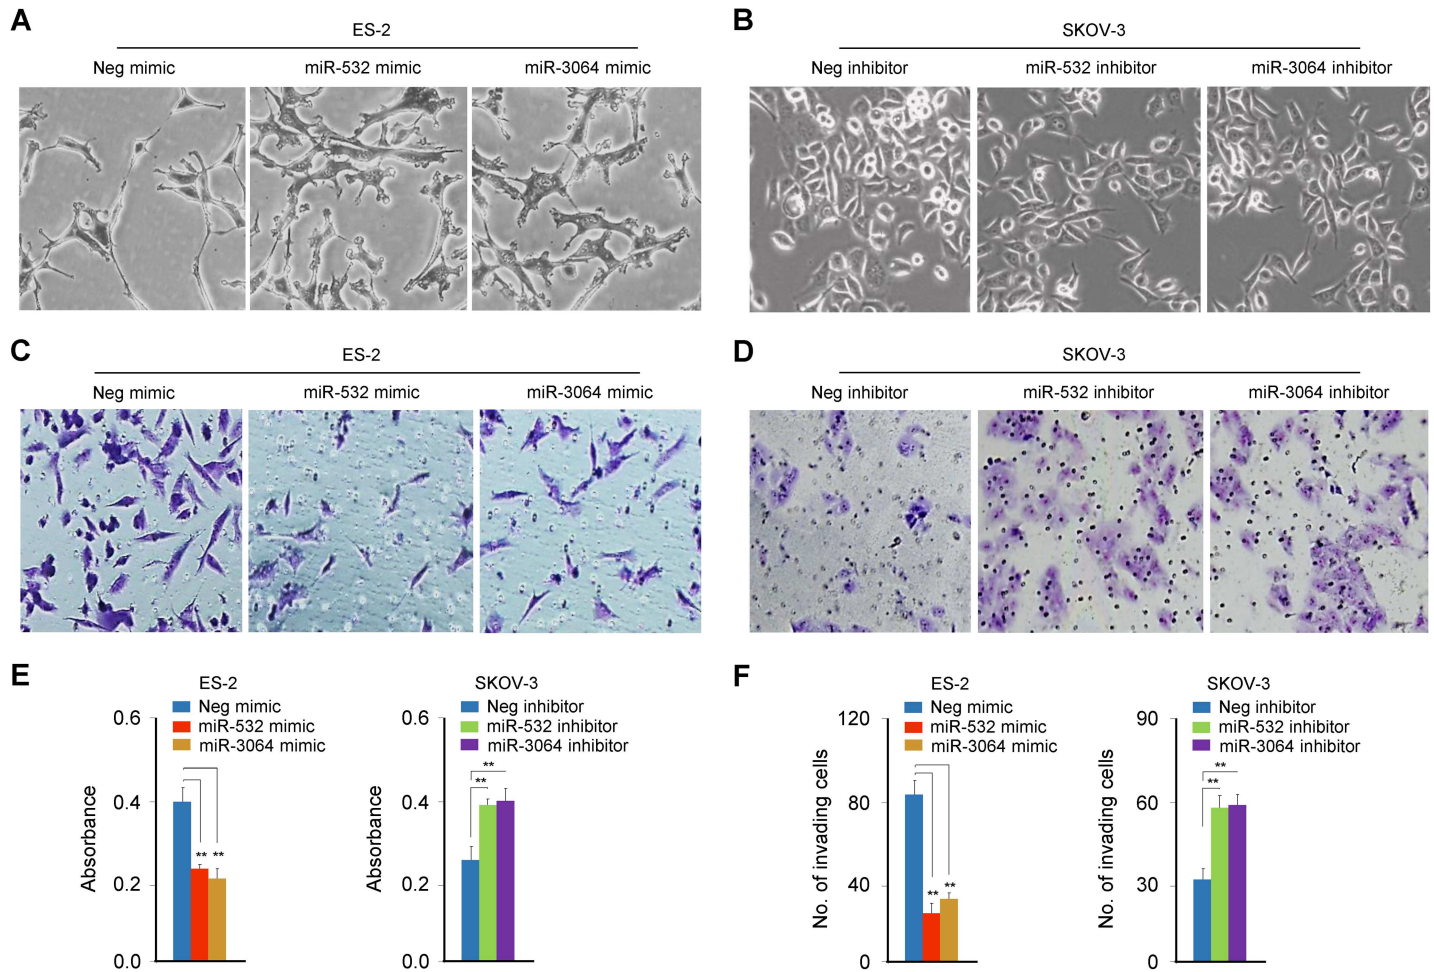 A
ES-2
Neg mimic miR-532 mimic miR-3064 mimic
B
SKOV-3
Neg inhibitor miR-532 inhibitor miR-3064 inhibitor
C
ES-2
Neg mimic miR-532 mimic miR-3064 mimic
D
SKOV-3
Neg inhibitor miR-532 inhibitor miR-3064 inhibitor
E
ES-2
Neg mimic
miR-532 mimic
miR-3064 mimic
Absorbance
0.6
0.4
0.2
0.0
** **
SKOV-3
Neg inhibitor
miR-532 inhibitor
miR-3064 inhibitor
Absorbance
0.6
0.4
0.2
0.0
**
**
F
ES-2
Neg mimic
miR-532 mimic
miR-3064 mimic
No. of invading cells
120
80
40
0
** **
SKOV-3
Neg inhibitor
miR-532 inhibitor
miR-3064 inhibitor
No. of invading cells
90
60
30
0
**
**